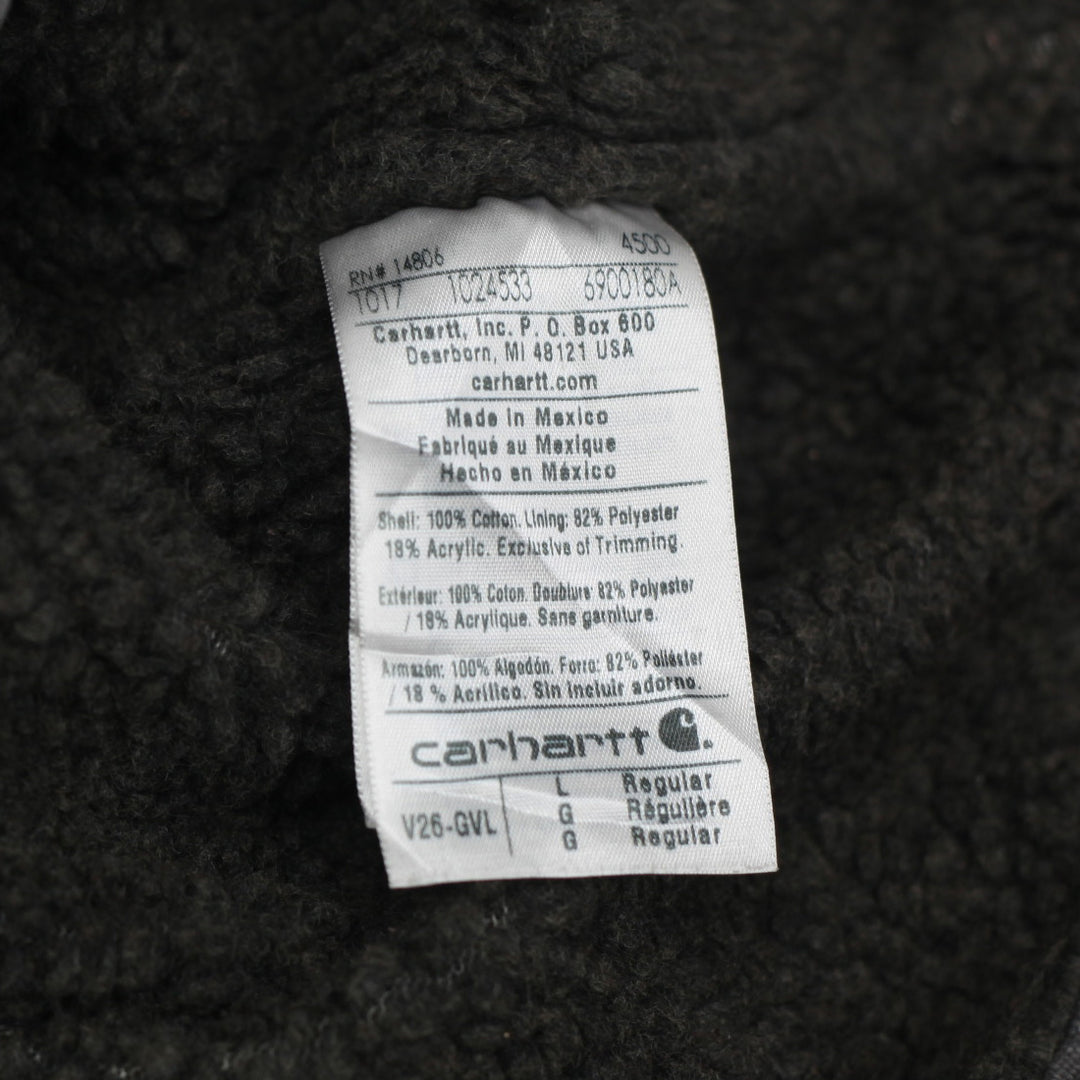 RN# 14806 4500
1017 1024533 6900180A
Carhartt, Inc. P. O. Box 600
Dearborn, MI 48121 USA
carhartt.com
Made in Mexico
Fabriqué au Mexique
Hecho en México
Shell: 100% Cotton. Lining: 82% Polyester
18% Acrylic. Exclusive of Trimming.
Extérieur: 100% Coton. Doublure 82% Polyester
/ 18% Acrylique. Sans garniture.
Armazón: 100% Algodón. Forro: 82% Poliéster
/ 18 % Acrílico. Sin incluir adorno.
carhartt
L Regular
V26-GVL G Régulière
G Regular